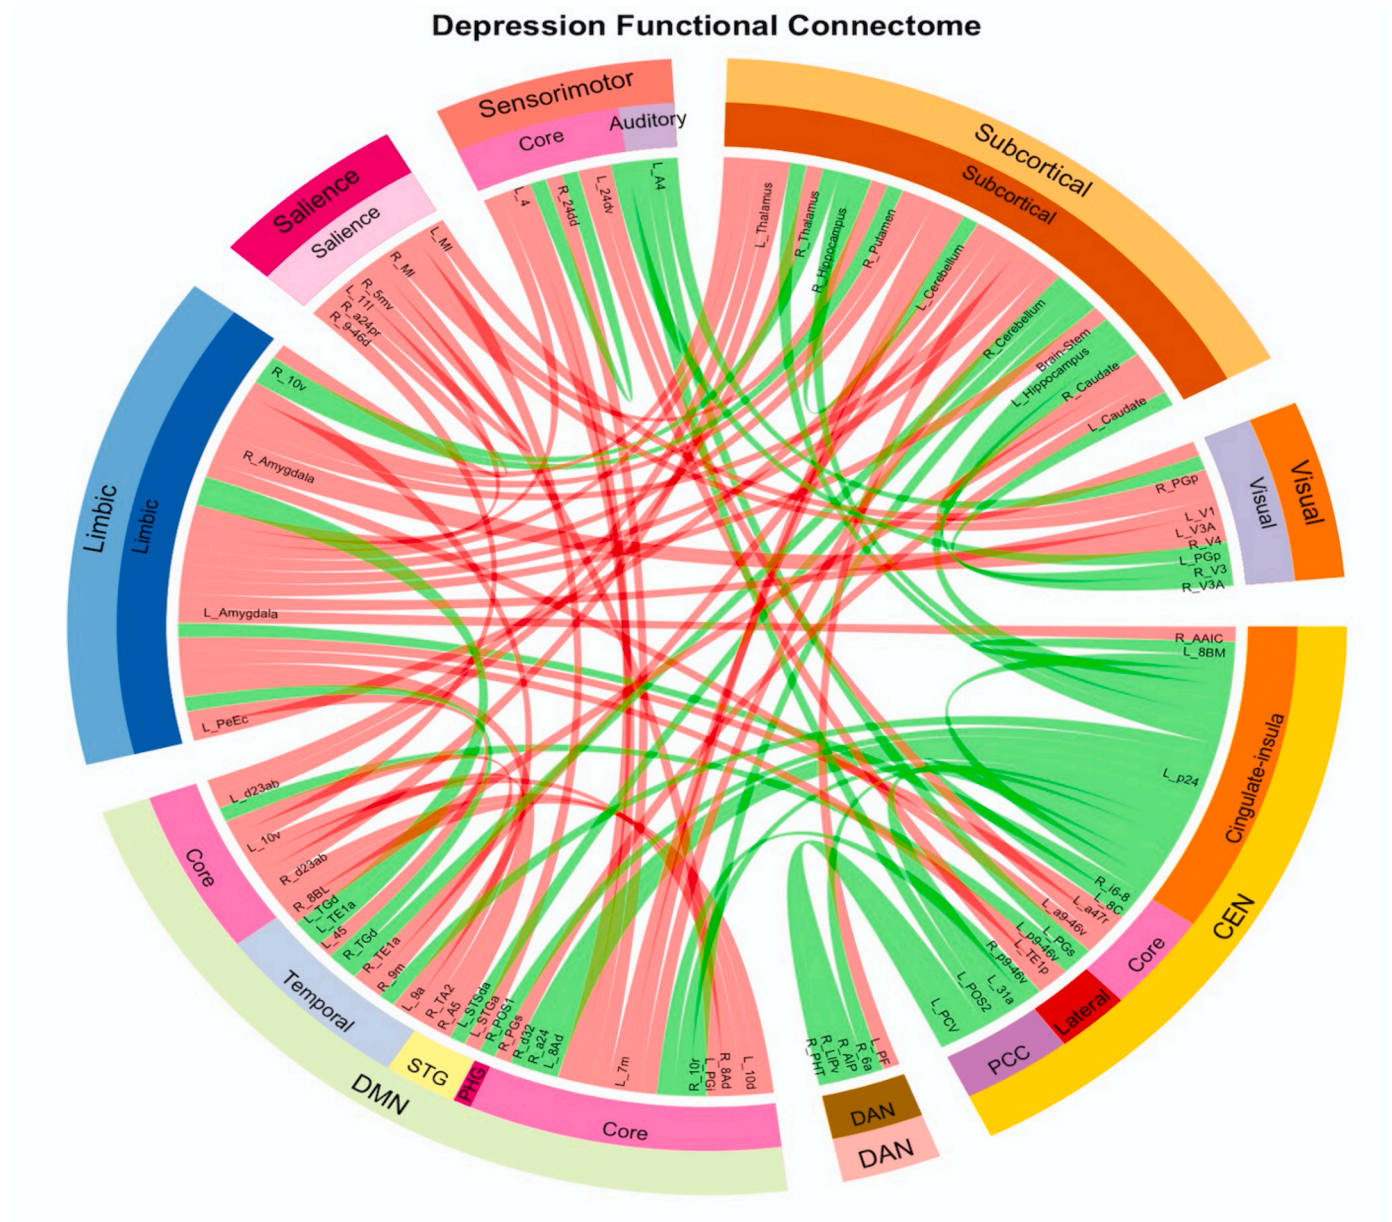 Depression Functional Connectome
Sensorimotor
Core
Auditory
L_4
R_24dd
L_24dv
L_A4
Subcortical
Subcortical
L_Thalamus
R_Thalamus
R_Hippocampus
R_Putamen
L_Cerebellum
R_Cerebellum
Brain-Stem
L_Hippocampus
R_Caudate
L_Caudate
Visual
Visual
R_PGp
L_V1
L_V3A
R_V4
L_PGp
R_V3
R_V3A
CEN
Cingulate-insula
R_AAIC
L_8BM
L_p24
R_i6-8
L_8C
Core
L_a47r
L_a9-46v
L_PGs
L_p9-46v
Lateral
L_TE1p
R_p9-46v
PCC
L_31a
L_POS2
L_PCV
DAN
DAN
L_PF
R_6a
R_AIP
R_LIPv
R_PHT
DMN
Core
L_10d
R_8Ad
L_PGi
R_10r
L_7m
L_8Ad
R_a24
R_d32
R_PGs
R_POS1
PHG
L_STGa
L_STSda
STG
R_A5
R_TA2
L_9a
Temporal
R_9m
R_TE1a
R_TGd
L_45
L_TE1a
L_TGd
R_8BL
Core
R_d23ab
L_10v
L_d23ab
Limbic
Limbic
L_PeEc
L_Amygdala
R_Amygdala
R_10v
Salience
Salience
R_9-46d
R_a24pr
L_11l
R_5mv
R_MI
L_MI